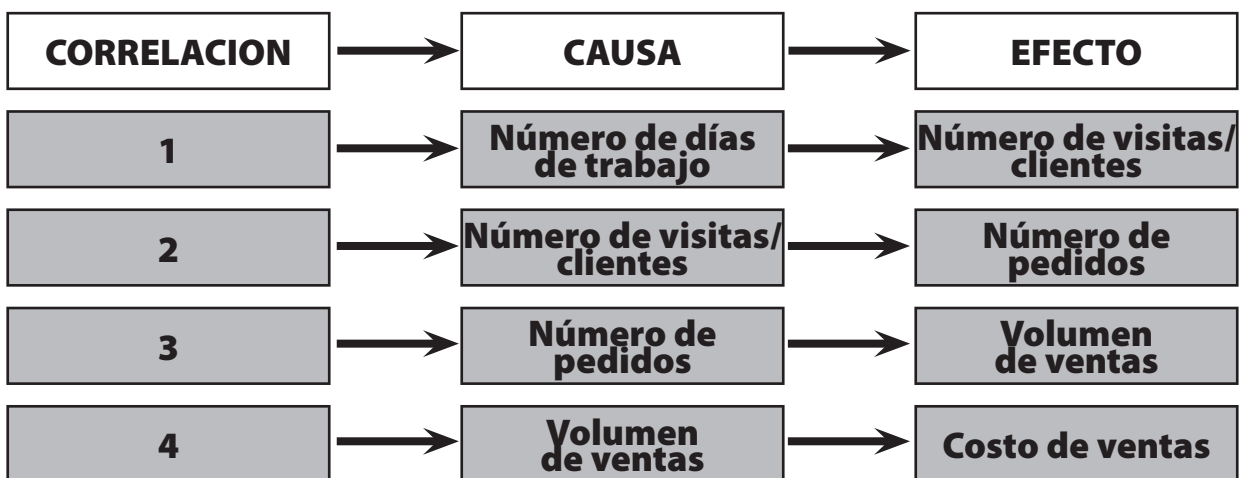 CORRELACION
CAUSA
EFECTO
1
Número de días
de trabajo
Número de visitas/
clientes
2
Número de visitas/
clientes
Número de
pedidos
3
Número de
pedidos
Volumen
de ventas
4
Volumen
de ventas
Costo de ventas